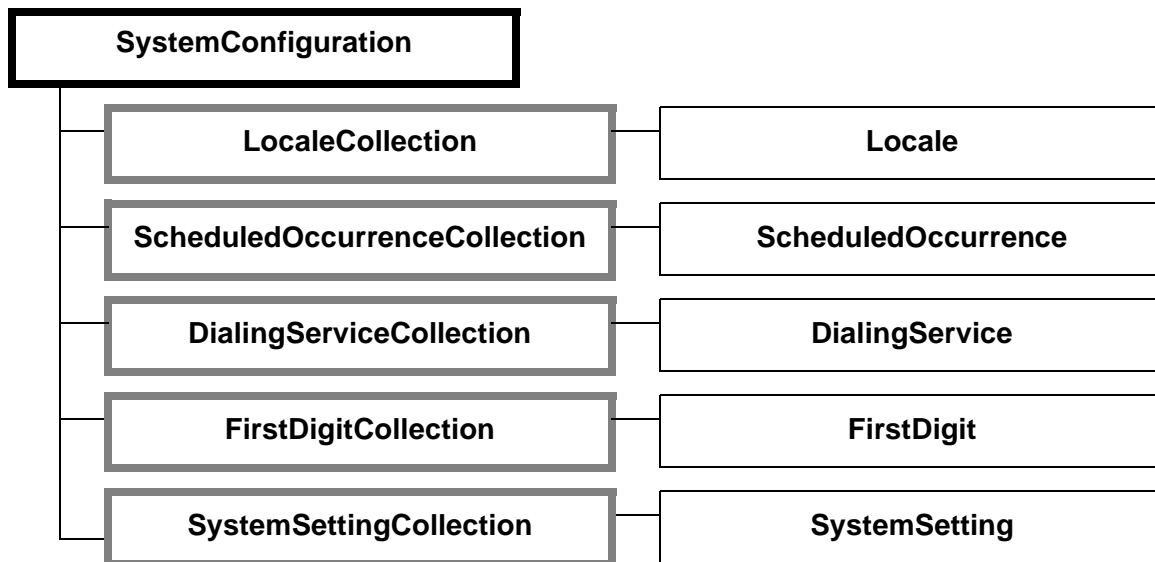 SystemConfiguration
LocaleCollection Locale
ScheduledOccurrenceCollection ScheduledOccurrence
DialingServiceCollection DialingService
FirstDigitCollection FirstDigit
SystemSettingCollection SystemSetting